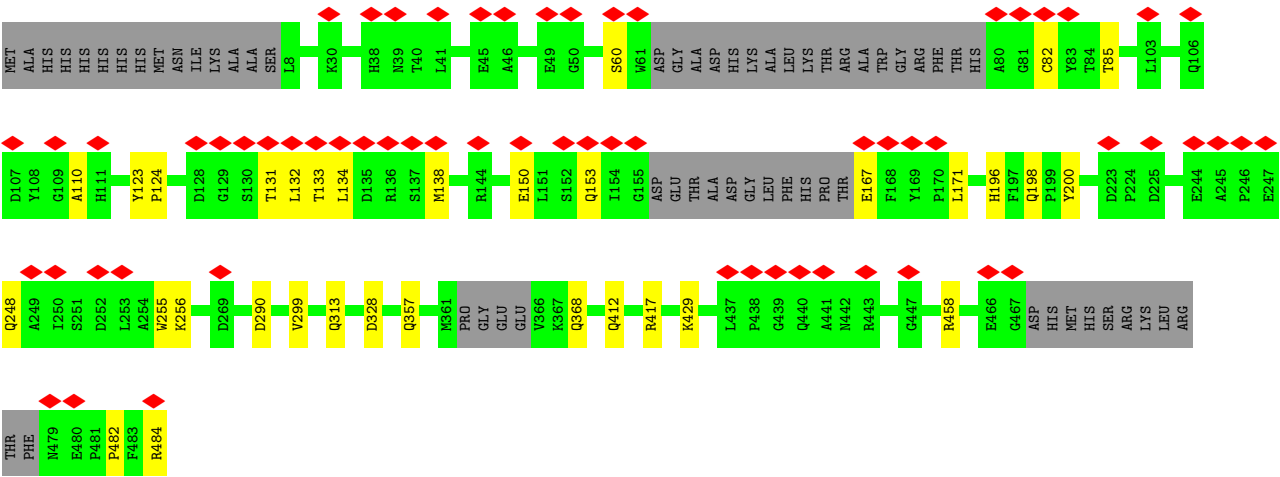 MET ALA HIS HIS HIS HIS HIS HIS MET ASN ILE LYS ALA ALA SER L8 K30 H38 N39 T40 L41 E45 A46 E49 G50 S60 W61 ASP GLY ALA ASP HIS LYS ALA LEU LYS THR ARG ALA TRP GLY ARG PHE THR HIS A80 G81 C82 Y83 T84 T85 L103 Q106
D107 Y108 G109 A110 H111 Y123 P124 D128 G129 S130 T131 L132 T133 L134 D135 R136 S137 M138 R144 E150 L151 S152 Q153 I154 G155 ASP GLU THR ALA ASP GLY LEU PHE HIS PRO THR E167 F168 Y169 P170 L171 H196 F197 Q198 P199 Y200 D223 P224 D225 E244 A245 P246 E247
Q248 A249 I250 S251 D252 L253 A254 W255 K256 D269 D290 V299 Q313 D328 Q357 M361 PRO GLY GLU GLU V366 K367 Q368 Q412 R417 K429 L437 P438 G439 Q440 A441 N442 R443 G447 R458 E466 G467 ASP HIS MET HIS SER ARG LYS LEU ARG
THR PHE N479 E480 P481 P482 F483 R484